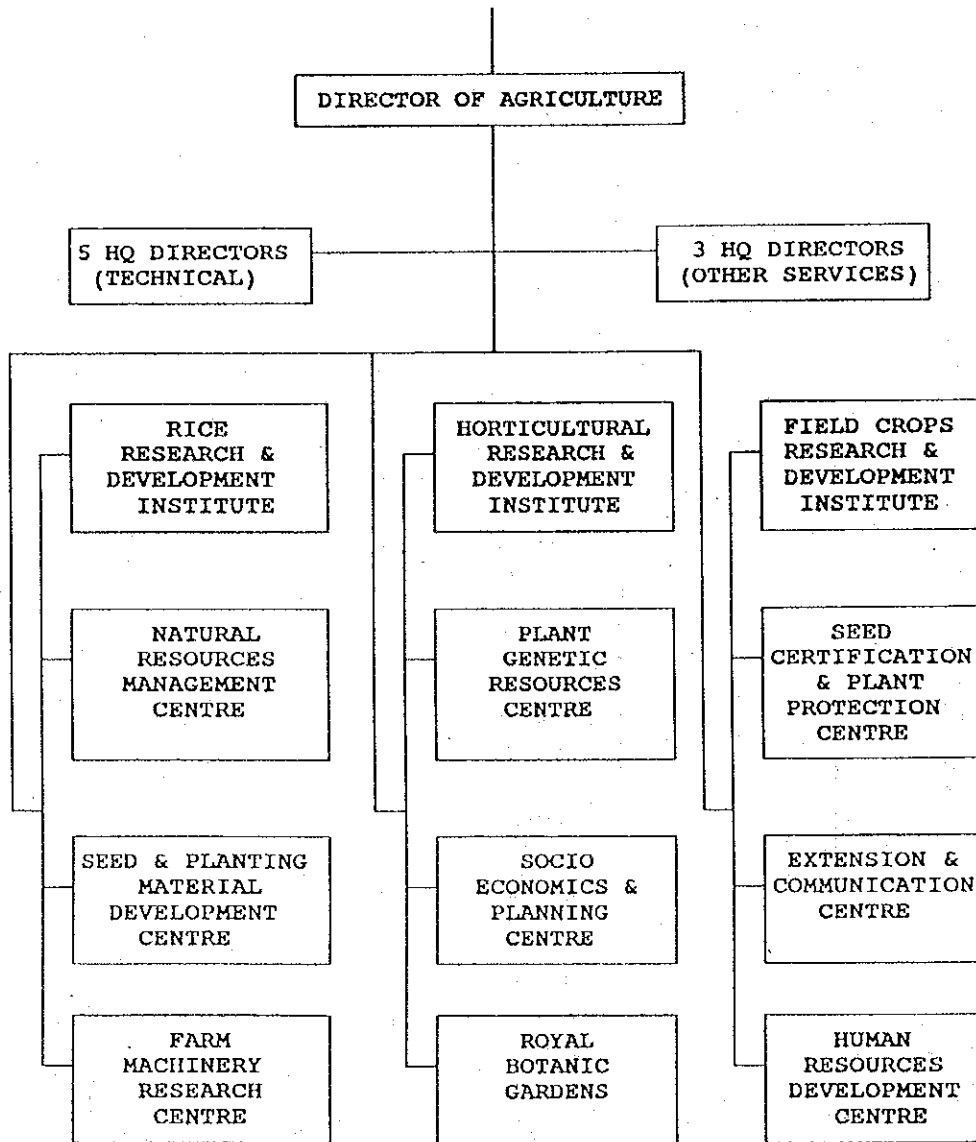 DIRECTOR OF AGRICULTURE
5 HQ DIRECTORS
(TECHNICAL)
3 HQ DIRECTORS
(OTHER SERVICES)
RICE
RESEARCH &
DEVELOPMENT
INSTITUTE
HORTICULTURAL
RESEARCH &
DEVELOPMENT
INSTITUTE
FIELD CROPS
RESEARCH &
DEVELOPMENT
INSTITUTE
NATURAL
RESOURCES
MANAGEMENT
CENTRE
PLANT
GENETIC
RESOURCES
CENTRE
SEED
CERTIFICATION
& PLANT
PROTECTION
CENTRE
SEED & PLANTING
MATERIAL
DEVELOPMENT
CENTRE
SOCIO
ECONOMICS &
PLANNING
CENTRE
EXTENSION &
COMMUNICATION
CENTRE
FARM
MACHINERY
RESEARCH
CENTRE
ROYAL
BOTANIC
GARDENS
HUMAN
RESOURCES
DEVELOPMENT
CENTRE